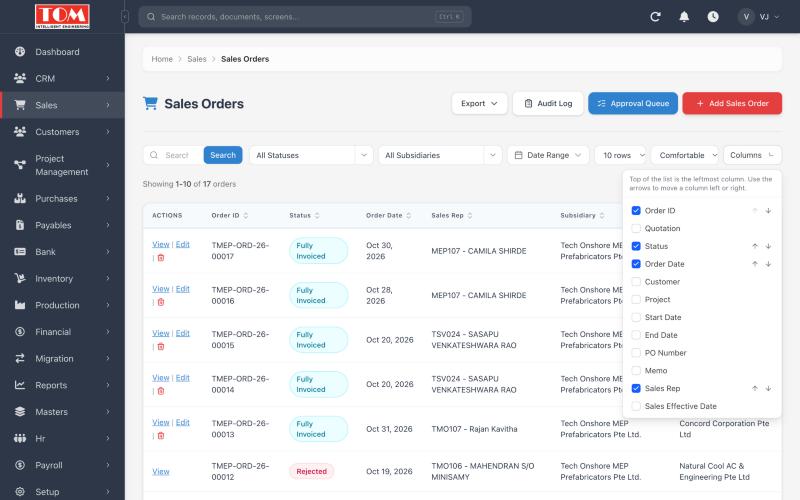 TOM
INTELLIGENT ENGINEERING
Search records, documents, screens...
Ctrl K
V
VJ
Dashboard
CRM
Sales
Customers
Project
Management
Purchases
Payables
Bank
Inventory
Production
Financial
Migration
Reports
Masters
Hr
Payroll
Setup
Home > Sales > Sales Orders
Sales Orders
Export
Audit Log
Approval Queue
+ Add Sales Order
Search
Search
All Statuses
All Subsidiaries
Date Range
10 rows
Comfortable
Columns
Showing 1-10 of 17 orders
Top of the list is the leftmost column. Use the
arrows to move a column left or right.
Order ID
Quotation
Status
Order Date
Customer
Project
Start Date
End Date
PO Number
Memo
Sales Rep
Sales Effective Date
ACTIONS Order ID Status Order Date Sales Rep Subsidiary
View | Edit TMEP-ORD-26- Fully Oct 30, MEP107 - CAMILA SHIRDE Tech Onshore MEP
| 00017 Invoiced 2026 Prefabricators Pte
View | Edit TMEP-ORD-26- Fully Oct 28, MEP107 - CAMILA SHIRDE Tech Onshore MEP
| 00016 Invoiced 2026 Prefabricators Pte
View | Edit TMEP-ORD-26- Fully Oct 20, 2026 TSV024 - SASAPU Tech Onshore MEP
| 00015 Invoiced VENKATESHWARA RAO Prefabricators Pte
View | Edit TMEP-ORD-26- Fully Oct 20, 2026 TSV024 - SASAPU Tech Onshore MEP
| 00014 Invoiced VENKATESHWARA RAO Prefabricators Pte
View | Edit TMEP-ORD-26- Fully Oct 31, 2026 TMO107 - Rajan Kavitha Tech Onshore MEP Concord Corporation Pte
| 00013 Invoiced Prefabricators Pte Ltd. Ltd
View TMEP-ORD-26- Rejected Oct 19, 2026 TMO106 - MAHENDRAN S/O Tech Onshore MEP Natural Cool AC &
00012 MINISAMY Prefabricators Pte Ltd. Engineering Pte Ltd